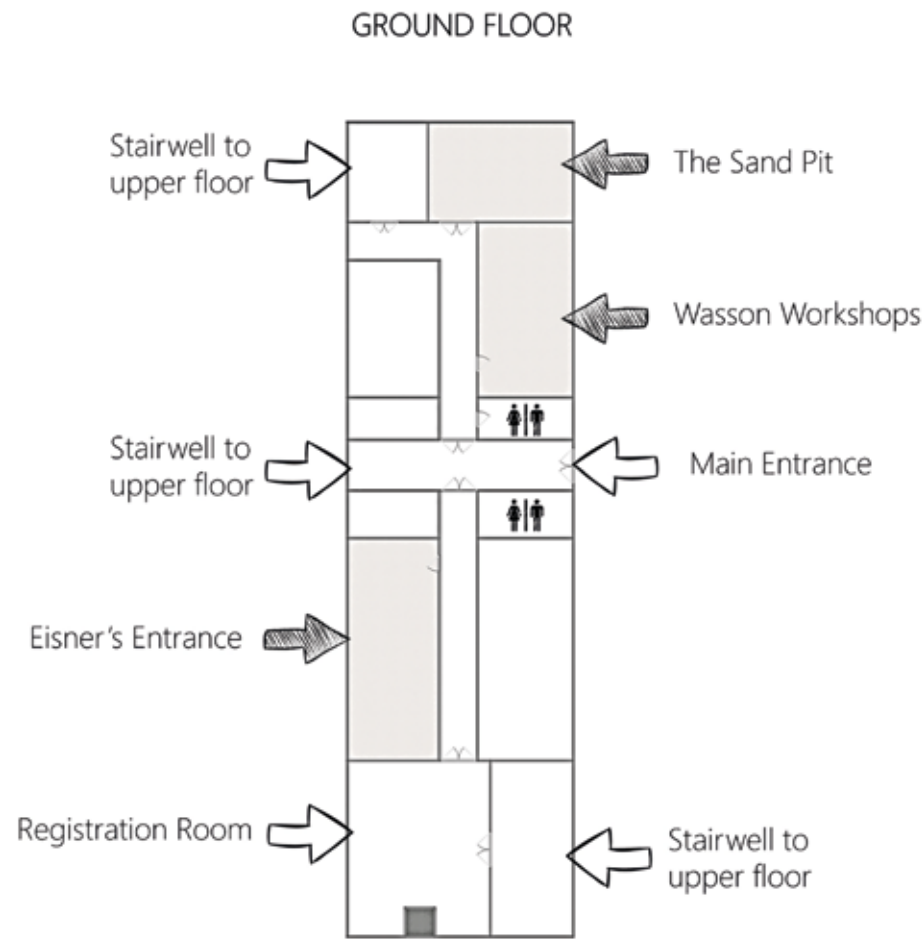 GROUND FLOOR
Stairwell to
upper floor
The Sand Pit
Wasson Workshops
Stairwell to
upper floor
Main Entrance
Eisner's Entrance
Registration Room
Stairwell to
upper floor